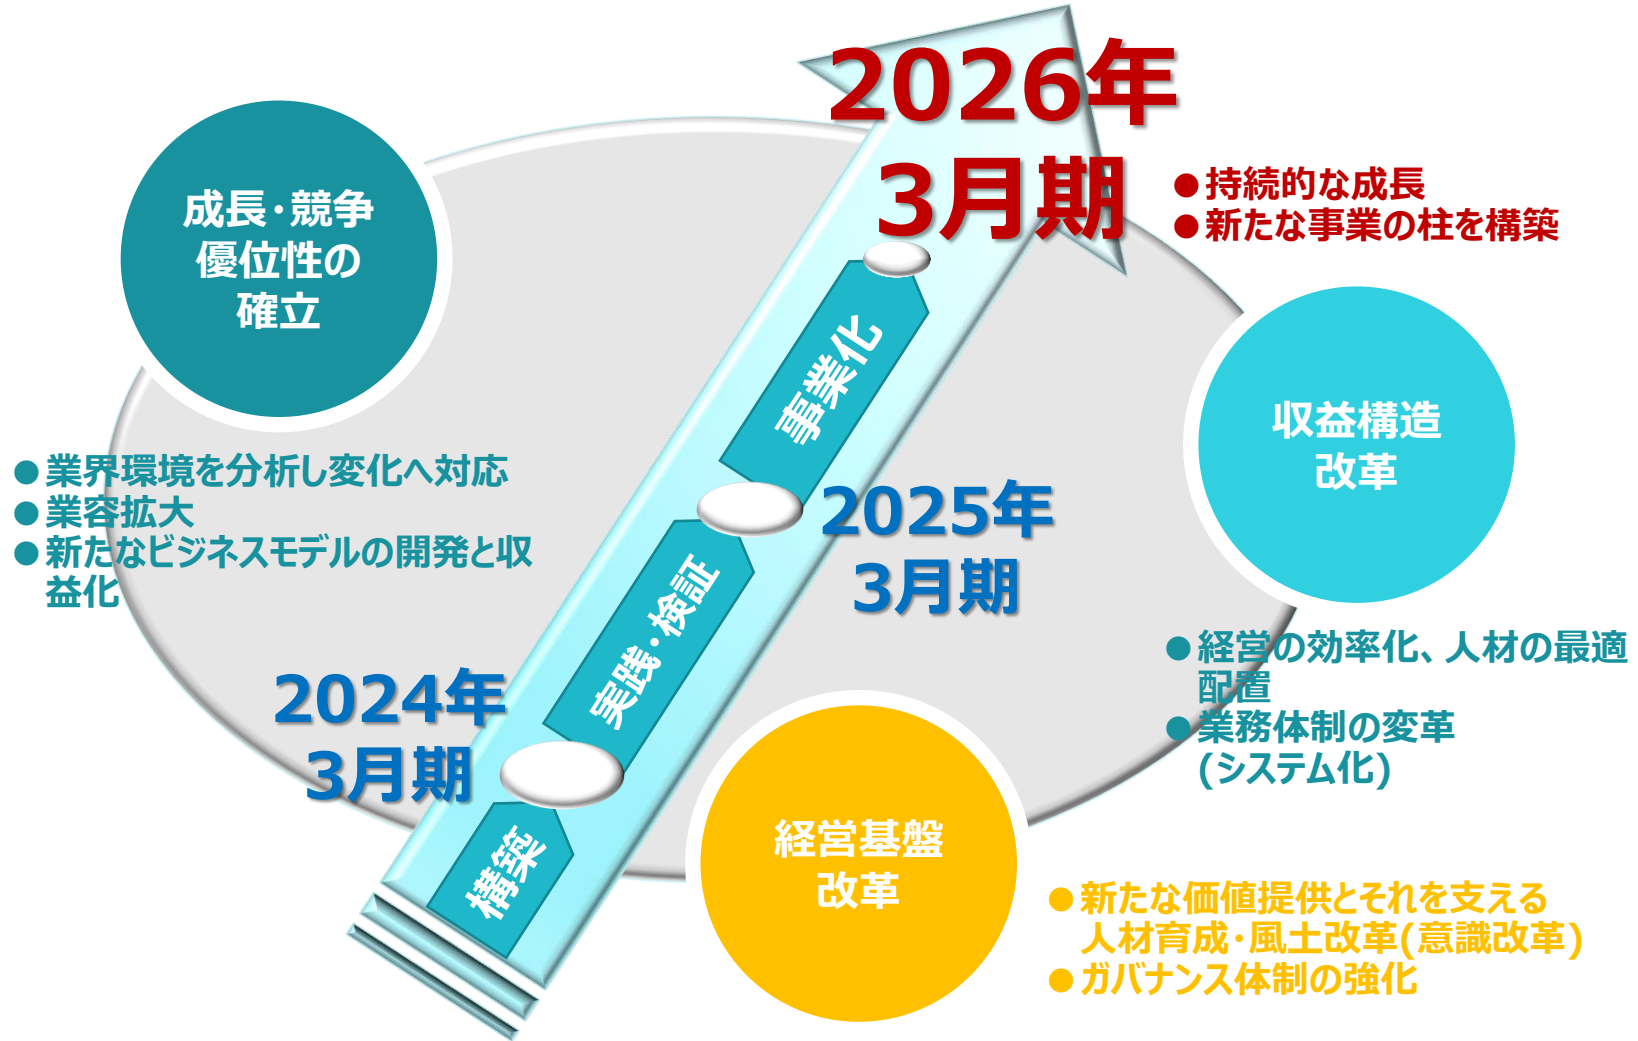 2026年
3月期
●持続的な成長
●新たな事業の柱を構築
成長・競争
優位性の
確立
●業界環境を分析し変化へ対応
●業容拡大
●新たなビジネスモデルの開発と収
益化
事業化
2025年
3月期
実践・検証
2024年
3月期
構築
収益構造
改革
●経営の効率化、人材の最適
配置
●業務体制の変革
(システム化)
経営基盤
改革
●新たな価値提供とそれを支える
人材育成・風土改革(意識改革)
●ガバナンス体制の強化